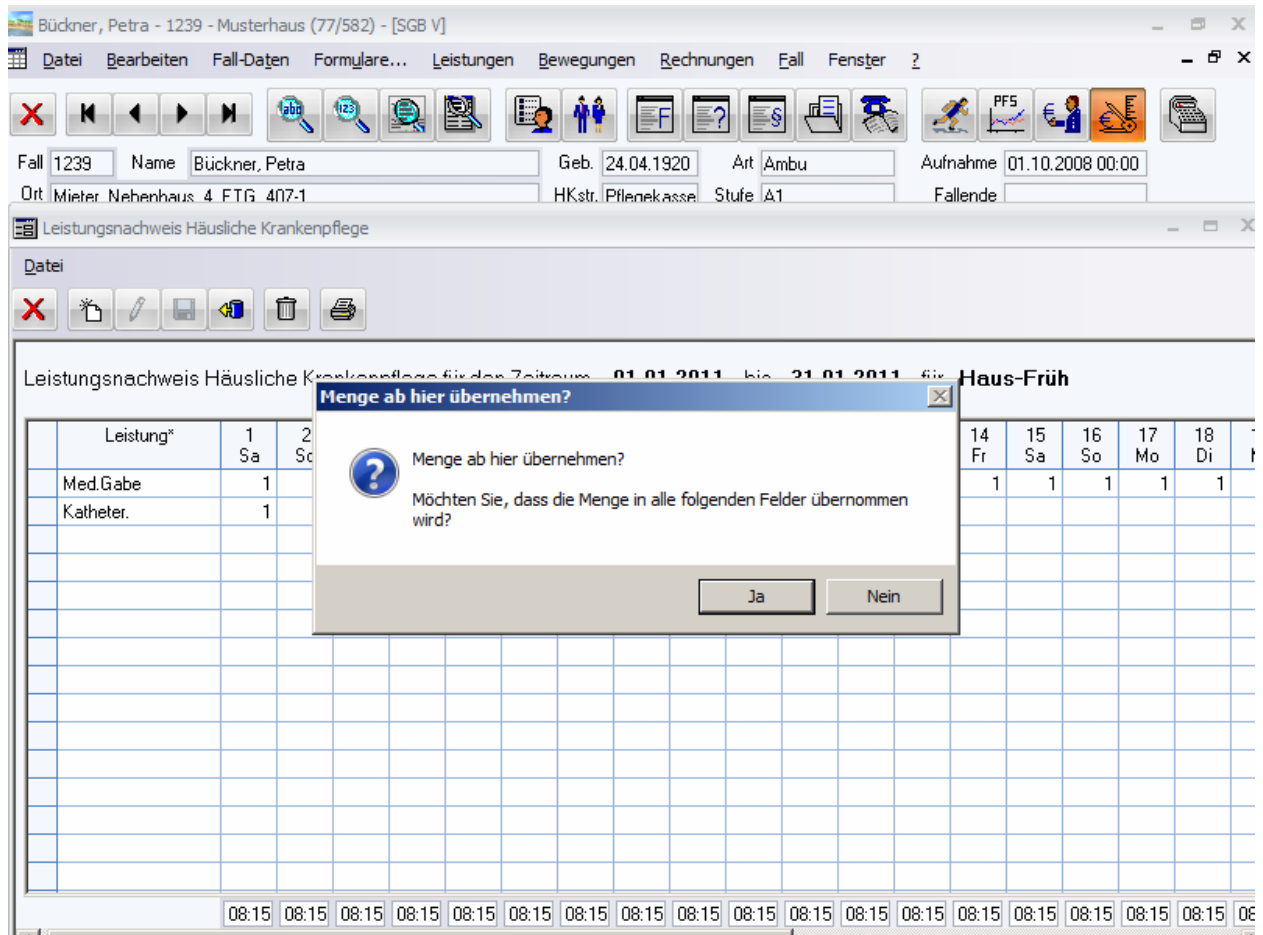 Bückner, Petra - 1239 - Musterhaus (77/582) - [SGB V]
Datei Bearbeiten Fall-Daten Formulare... Leistungen Bewegungen Rechnungen Fall Fenster ?
abc 123 F ? § PFS €
Fall 1239 Name Bückner, Petra Geb. 24.04.1920 Art Ambu Aufnahme 01.10.2008 00:00
Ort Mieter Nebenhaus 4 ETG 407-1 HKstr. Pflegekasse Stufe A1 Fallende
Leistungsnachweis Häusliche Krankenpflege
Datei
Leistungsnachweis Häusliche Krankenpflege für den Zeitraum 01.01.2011 bis 31.01.2011 für Haus-Früh
Menge ab hier übernehmen?
Leistung* 1 2 14 15 16 17 18
Sa So Fr Sa So Mo Di
Menge ab hier übernehmen?
Möchten Sie, dass die Menge in alle folgenden Felder übernommen
wird?
Ja Nein
Med.Gabe 1 1 1 1 1 1
Katheter. 1
08:15 08:15 08:15 08:15 08:15 08:15 08:15 08:15 08:15 08:15 08:15 08:15 08:15 08:15 08:15 08:15 08:15 08:15 08